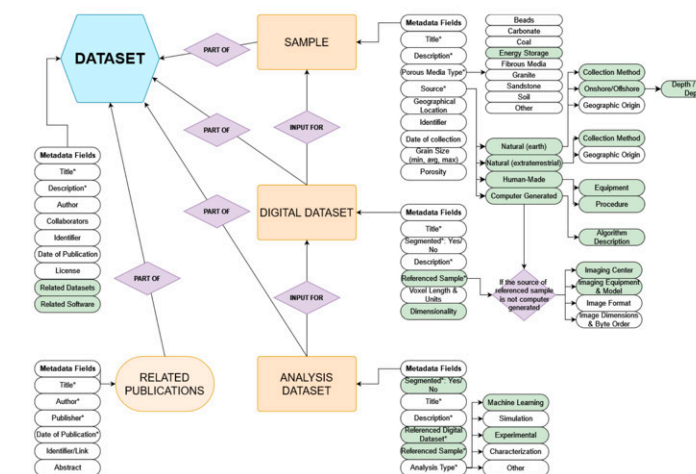 DATASET
PART OF
SAMPLE
PART OF
INPUT FOR
PART OF
DIGITAL DATASET
PART OF
INPUT FOR
RELATED
PUBLICATIONS
ANALYSIS
DATASET
Metadata Fields
Title*
Description*
Author
Collaborators
Identifier
Date of Publication
License
Related Datasets
Related Software
Metadata Fields
Title*
Author*
Publisher*
Date of Publication*
Identifier/Link
Abstract
Metadata Fields
Title*
Description*
Porous Media Type*
Source*
Geographical
Location
Identifier
Date of collection
Grain Size
(min, avg, max)
Porosity
Beads
Carbonate
Coal
Energy Storage
Fibrous Media
Granite
Sandstone
Soil
Other
Natural (earth)
Natural (extraterrestrial)
Human-Made
Computer Generated
Collection Method
Onshore/Offshore
Geographic Origin
Depth /
Dep
Collection Method
Geographic Origin
Equipment
Procedure
Algorithm
Description
Metadata Fields
Title*
Segmented*: Yes/
No
Description*
Referenced Sample*
Voxel Length &
Units
Dimensionality
If the source of
referenced sample
is not computer
generated
Imaging Center
Imaging Equipment
& Model
Image Format
Image Dimensions
& Byte Order
Metadata Fields
Segmented*: Yes/
No
Title*
Description*
Referenced Digital
Dataset*
Referenced Sample*
Analysis Type*
Machine Learning
Simulation
Experimental
Characterization
Other